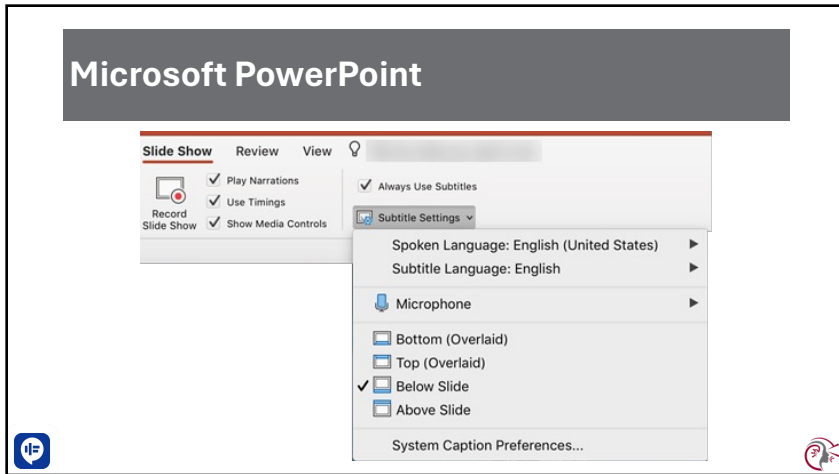 Microsoft PowerPoint
Slide Show Review View
Play Narrations
Use Timings
Show Media Controls
Record
Slide Show
Always Use Subtitles
Subtitle Settings
Spoken Language: English (United States)
Subtitle Language: English
Microphone
Bottom (Overlaid)
Top (Overlaid)
Below Slide
Above Slide
System Caption Preferences...